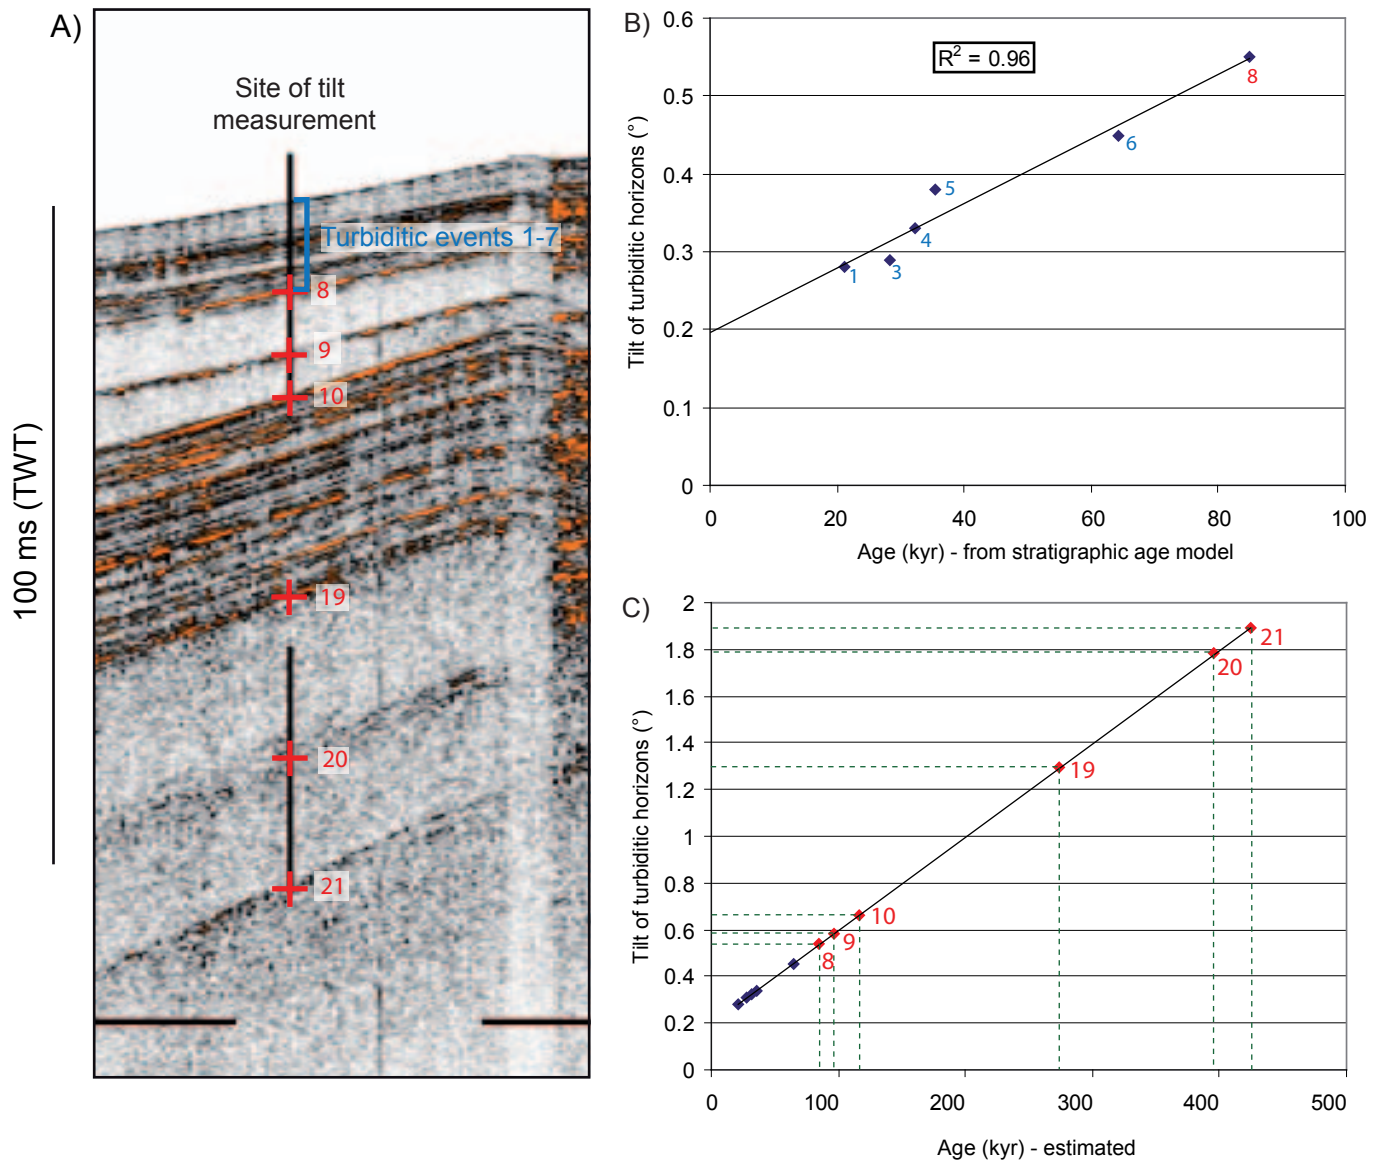 A)
Site of tilt
measurement
Turbiditic events 1-7
8
9
10
19
20
21
100 ms (TWT)
B)
R² = 0.96
Tilt of turbiditic horizons (°)
0.6
0.5
0.4
0.3
0.2
0.1
0
8
6
5
4
3
1
0 20 40 60 80 100
Age (kyr) - from stratigraphic age model
C)
Tilt of turbiditic horizons (°)
2
1.8
1.6
1.4
1.2
1
0.8
0.6
0.4
0.2
0
21
20
19
10
9
8
0 100 200 300 400 500
Age (kyr) - estimated